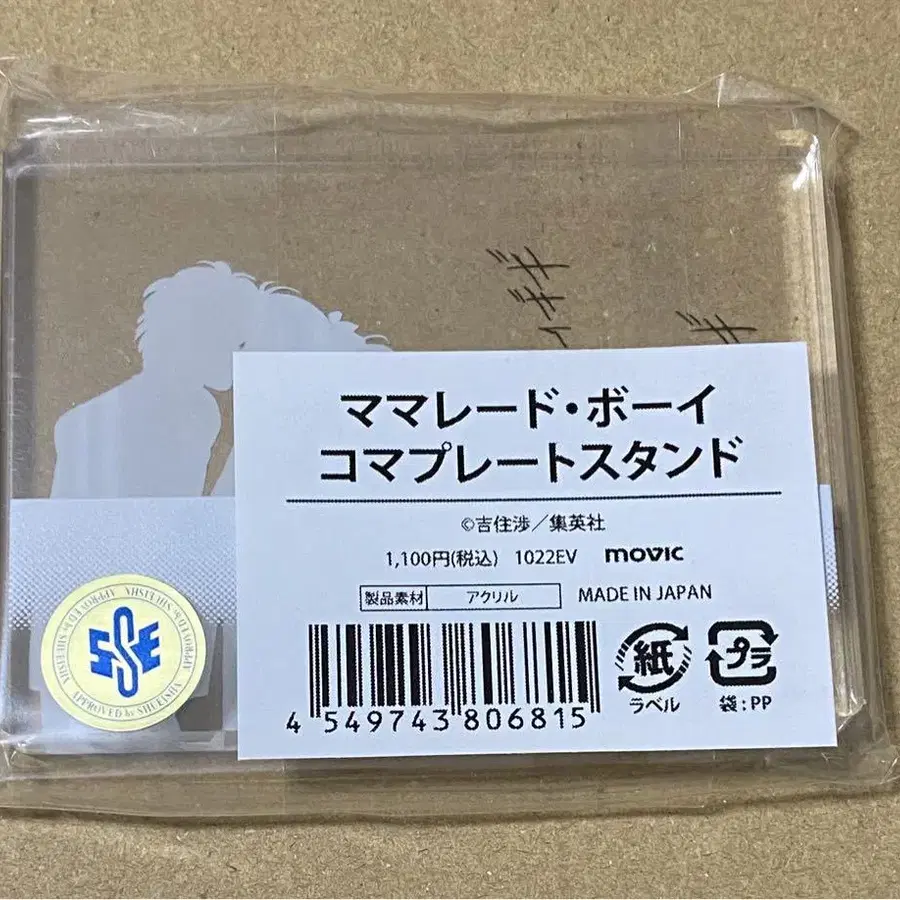 ママレード・ボーイ
コマプレートスタンド
©吉住渉／集英社
1,100円(税込) 1022EV movic
製品素材 アクリル MADE IN JAPAN
4 549743 806815
紙 プラ
ラベル 袋:PP
SSE
APPROVED by SHUEISHA